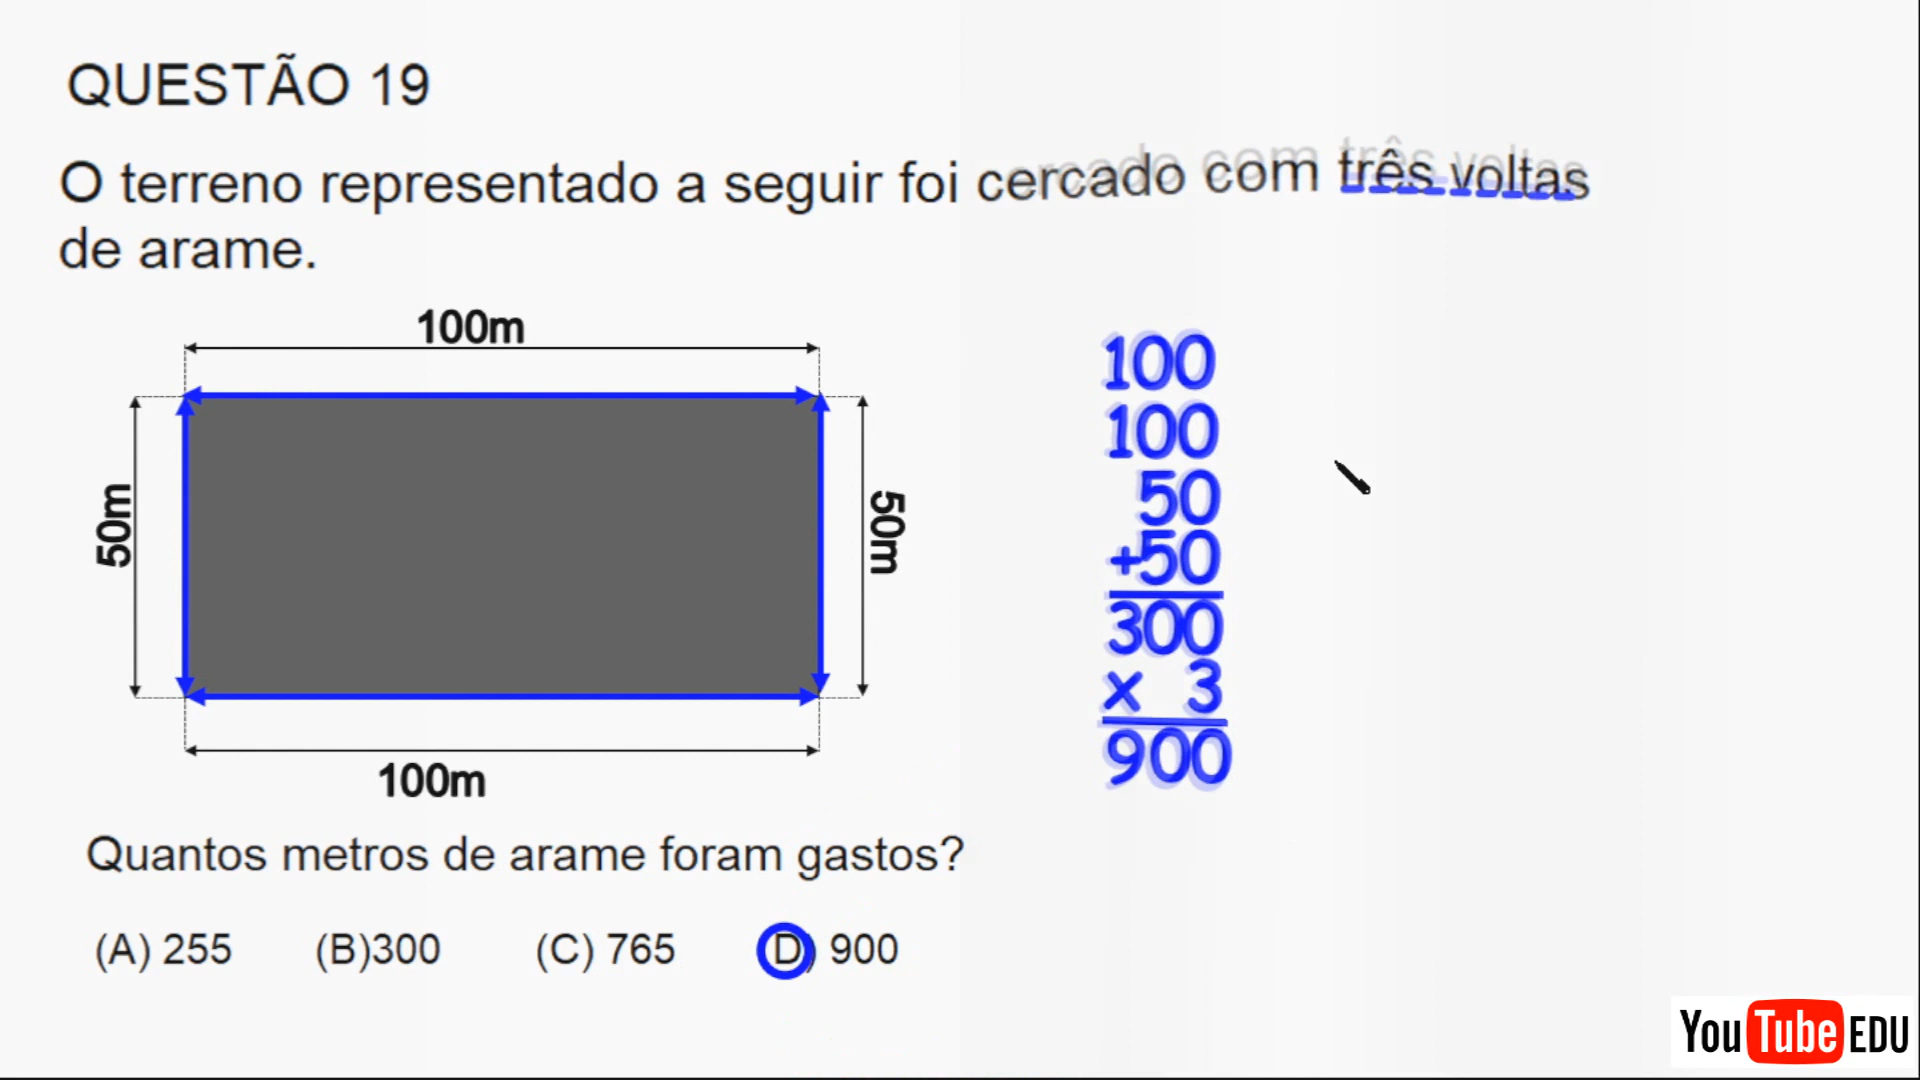 QUESTÃO 19
O terreno representado a seguir foi cercado com três voltas
de arame.
100m
50m
50m
100m
100
100
50
+50
300
x 3
900
Quantos metros de arame foram gastos?
(A) 255 (B)300 (C) 765 D) 900
YouTube EDU